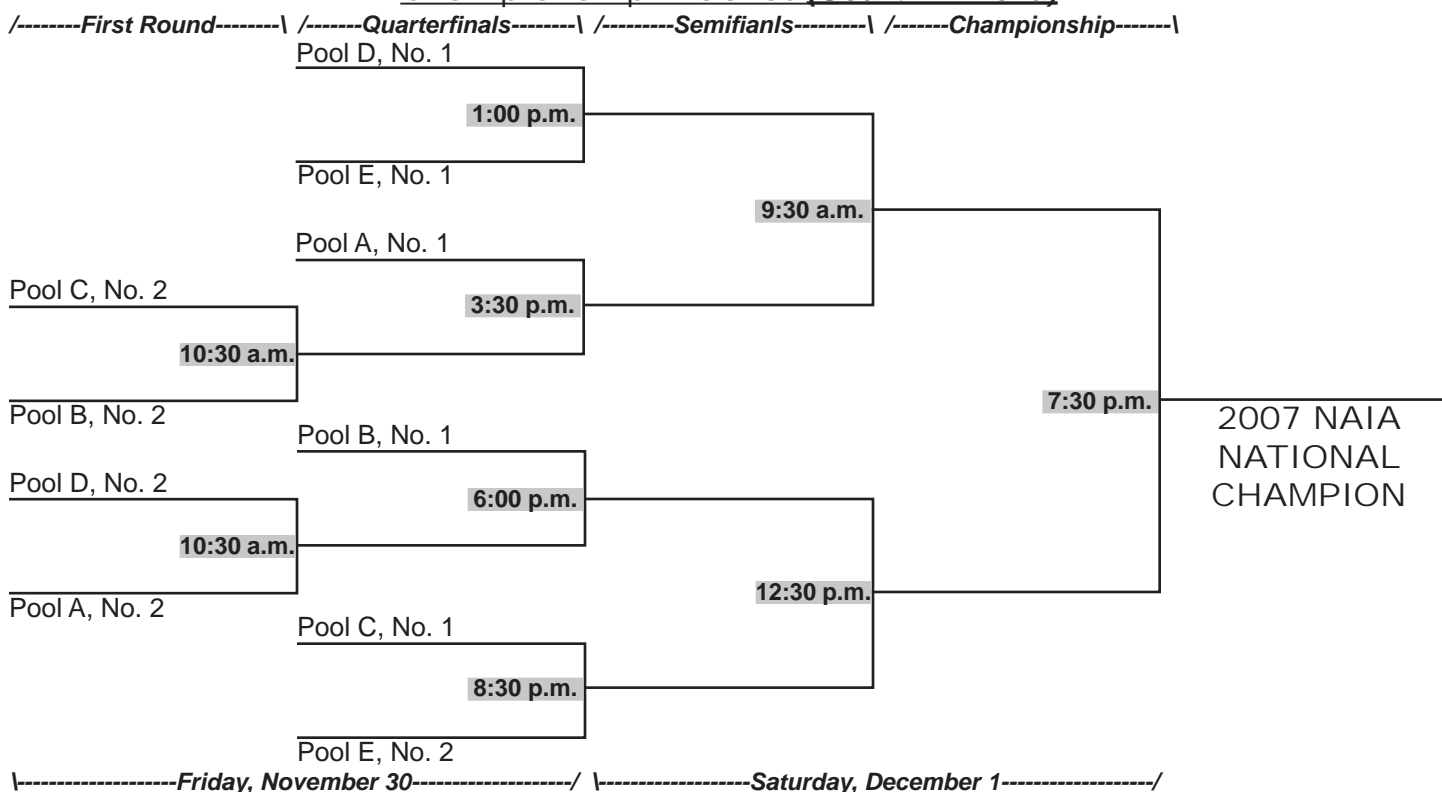 /--------First Round--------\ /-------Quarterfinals--------\ /---------Semifianls---------\ /-------Championship-------\
Pool D, No. 1
1:00 p.m.
Pool E, No. 1
9:30 a.m.
Pool A, No. 1
Pool C, No. 2
3:30 p.m.
10:30 a.m.
7:30 p.m.
Pool B, No. 2
2007 NAIA
NATIONAL
CHAMPION
Pool B, No. 1
Pool D, No. 2
6:00 p.m.
10:30 a.m.
12:30 p.m.
Pool A, No. 2
Pool C, No. 1
8:30 p.m.
Pool E, No. 2
\--------------------Friday, November 30--------------------/ \-------------------Saturday, December 1-------------------/